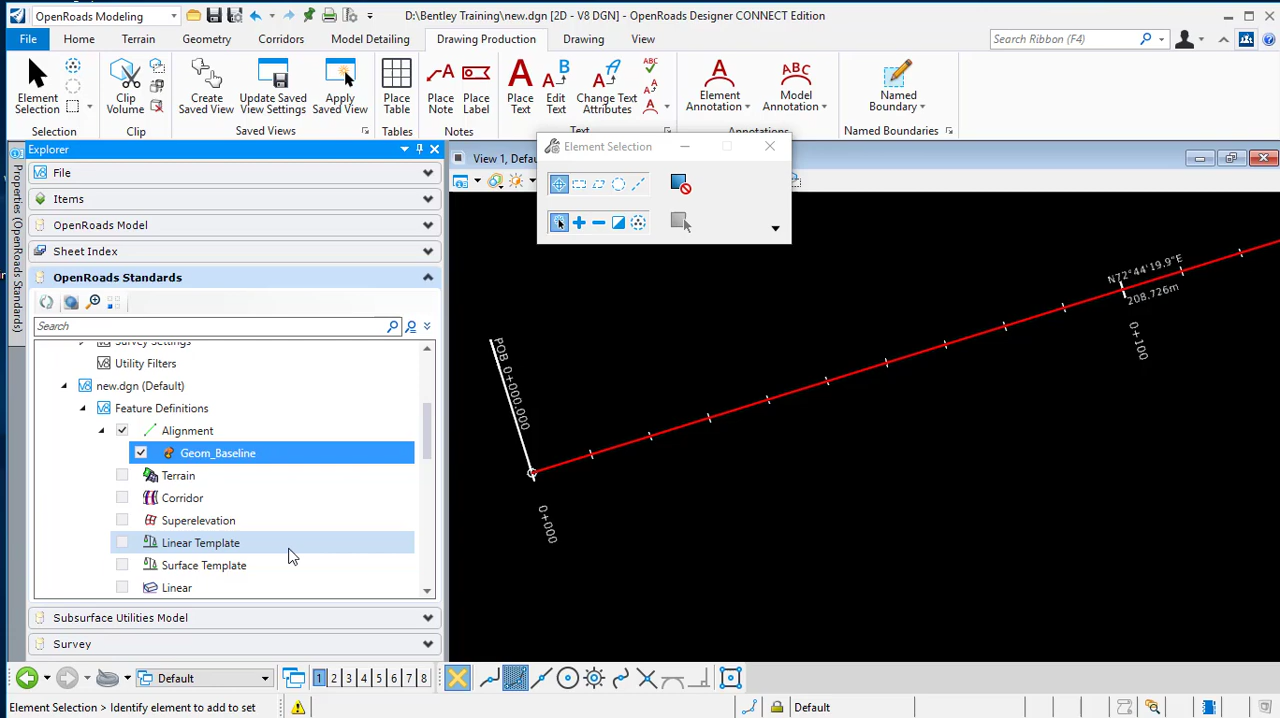 OpenRoads Modeling
D:\Bentley Training\new.dgn [2D - V8 DGN] - OpenRoads Designer CONNECT Edition
File
Home
Terrain
Geometry
Corridors
Model Detailing
Drawing Production
Drawing
View
Search Ribbon (F4)
Element Selection
Clip Volume
Create Saved View
Update Saved View Settings
Apply Saved View
Place Table
Place Note
Place Label
Place Text
Edit Text
Change Text Attributes
Element Annotation
Model Annotation
Named Boundary
Selection
Clip
Saved Views
Tables
Notes
Text
Annotations
Named Boundaries
Explorer
Element Selection
View 1, Defau
File
Items
OpenRoads Model
Sheet Index
OpenRoads Standards
Properties (OpenRoads Standards)
Search
Survey Settings
Utility Filters
new.dgn (Default)
Feature Definitions
Alignment
Geom_Baseline
Terrain
Corridor
Superelevation
Linear Template
Surface Template
Linear
Subsurface Utilities Model
Survey
POB 0+000.000
0+000
N72°44'19.9"E
208.726m
0+100
Default
1 2 3 4 5 6 7 8
Element Selection > Identify element to add to set
Default